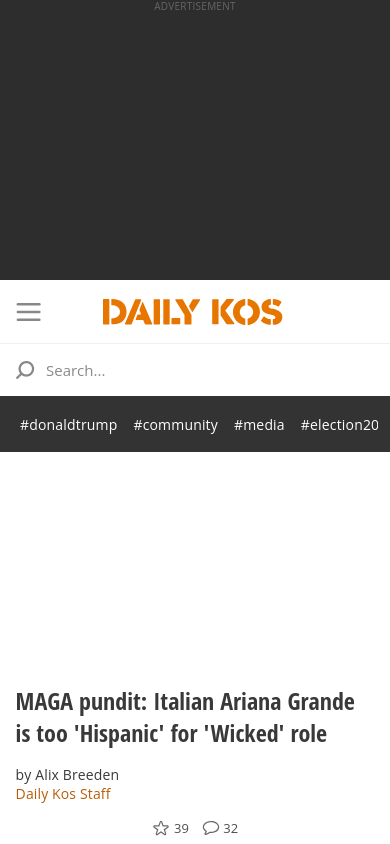 ADVERTISEMENT
DAILY KOS
Search...
#donaldtrump #community #media #election20
MAGA pundit: Italian Ariana Grande
is too 'Hispanic' for 'Wicked' role
by Alix Breeden
Daily Kos Staff
39 32